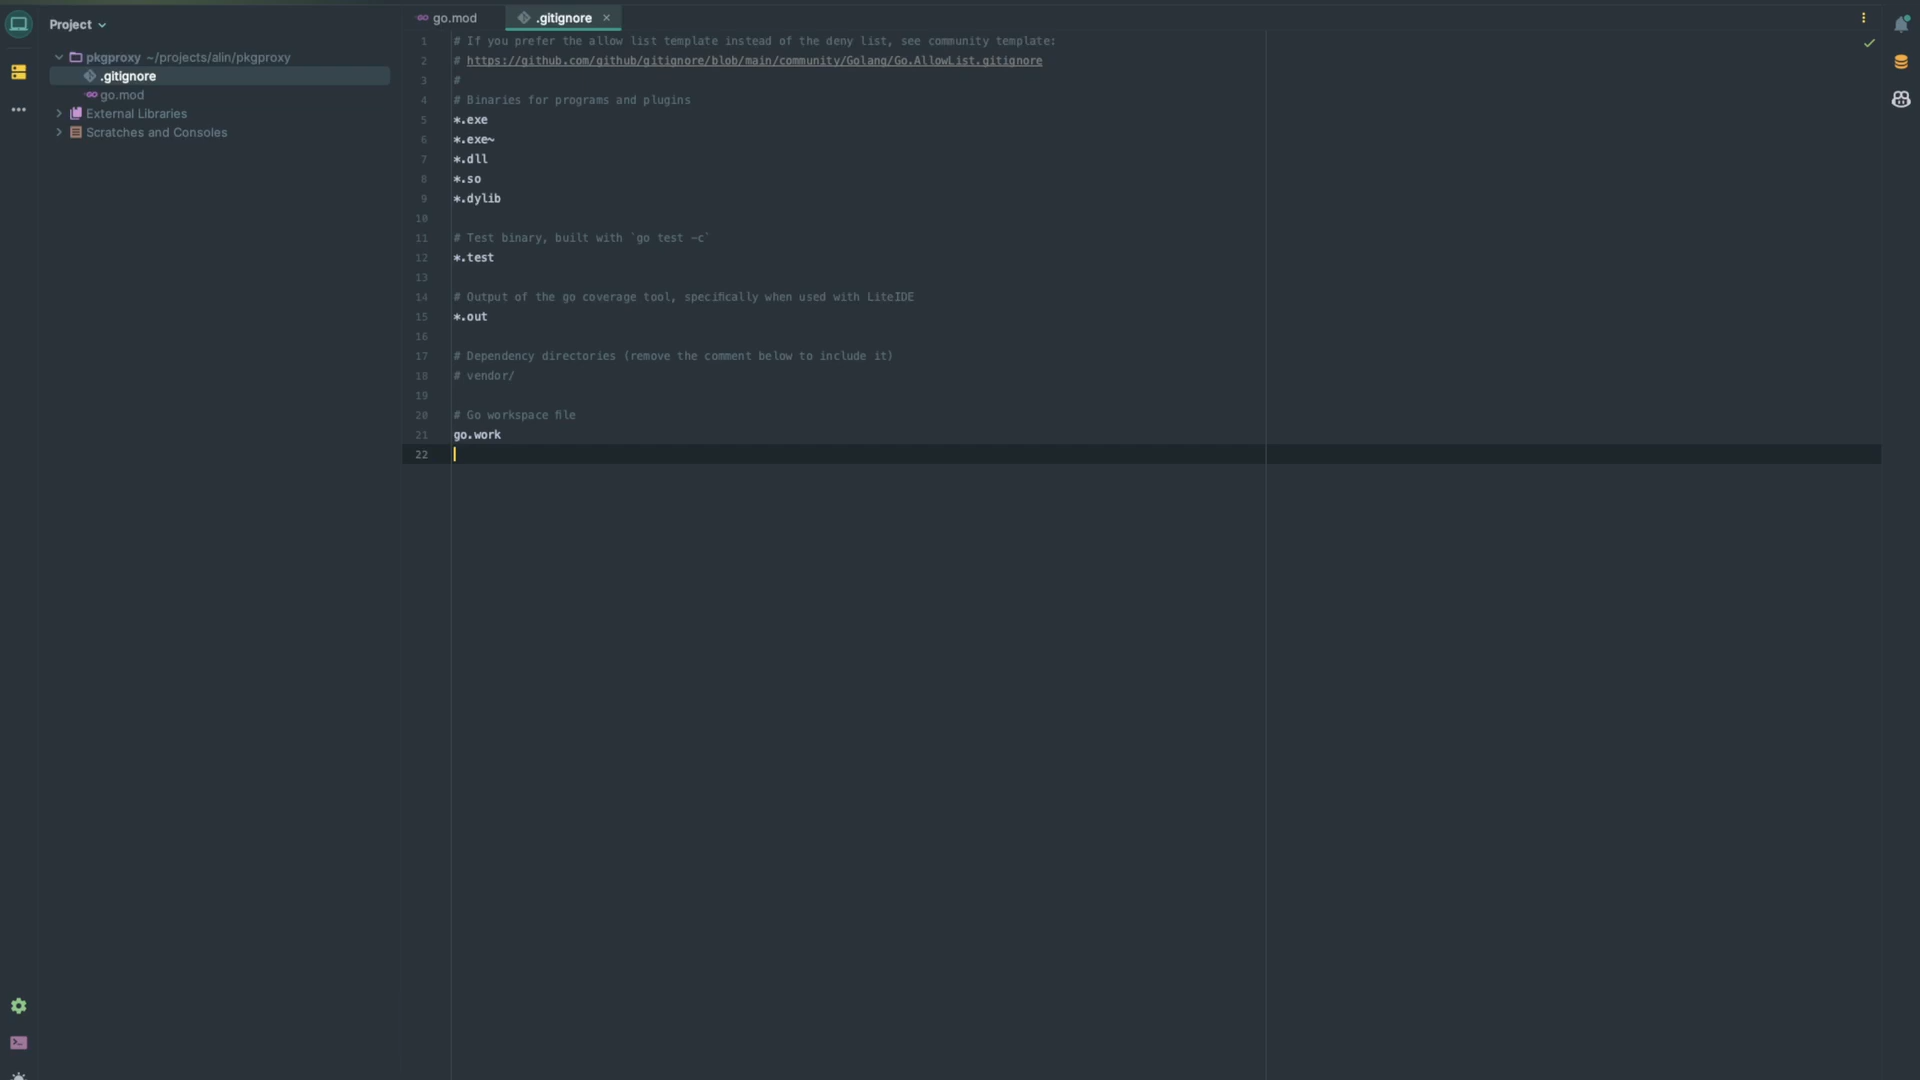 Project
pkgproxy ~/projects/alin/pkgproxy
.gitignore
go.mod
External Libraries
Scratches and Consoles
go.mod
.gitignore
1 # If you prefer the allow list template instead of the deny list, see community template:
2 # https://github.com/github/gitignore/blob/main/community/Golang/Go.AllowList.gitignore
3 #
4 # Binaries for programs and plugins
5 *.exe
6 *.exe~
7 *.dll
8 *.so
9 *.dylib
10
11 # Test binary, built with `go test -c`
12 *.test
13
14 # Output of the go coverage tool, specifically when used with LiteIDE
15 *.out
16
17 # Dependency directories (remove the comment below to include it)
18 # vendor/
19
20 # Go workspace file
21 go.work
22